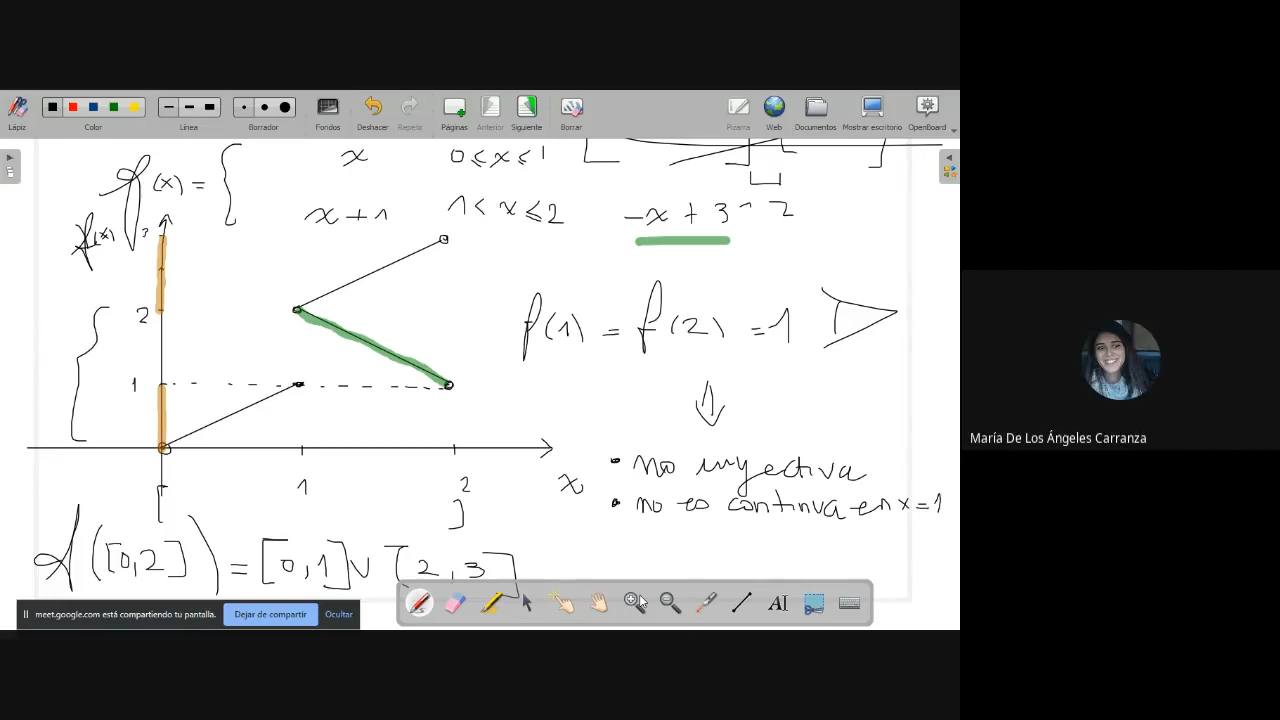 Lápiz Color Línea Borrador Fondos Deshacer Repetir Páginas Anterior Siguiente Borrar Pizarra Web Documentos Mostrar escritorio OpenBoard
x 0 ⩽ x ⩽ 1
f(x) = {
x + 1 1 < x ⩽ 2 -x + 3
f(x) 3
2
f(1) = f(2) = 1
1
⇓
• no inyectiva
1 2 x
• no es continua en x = 1
f([0,2]) = [0,1] ∪ [2,3]
María De Los Ángeles Carranza
meet.google.com está compartiendo tu pantalla. Dejar de compartir Ocultar
AI